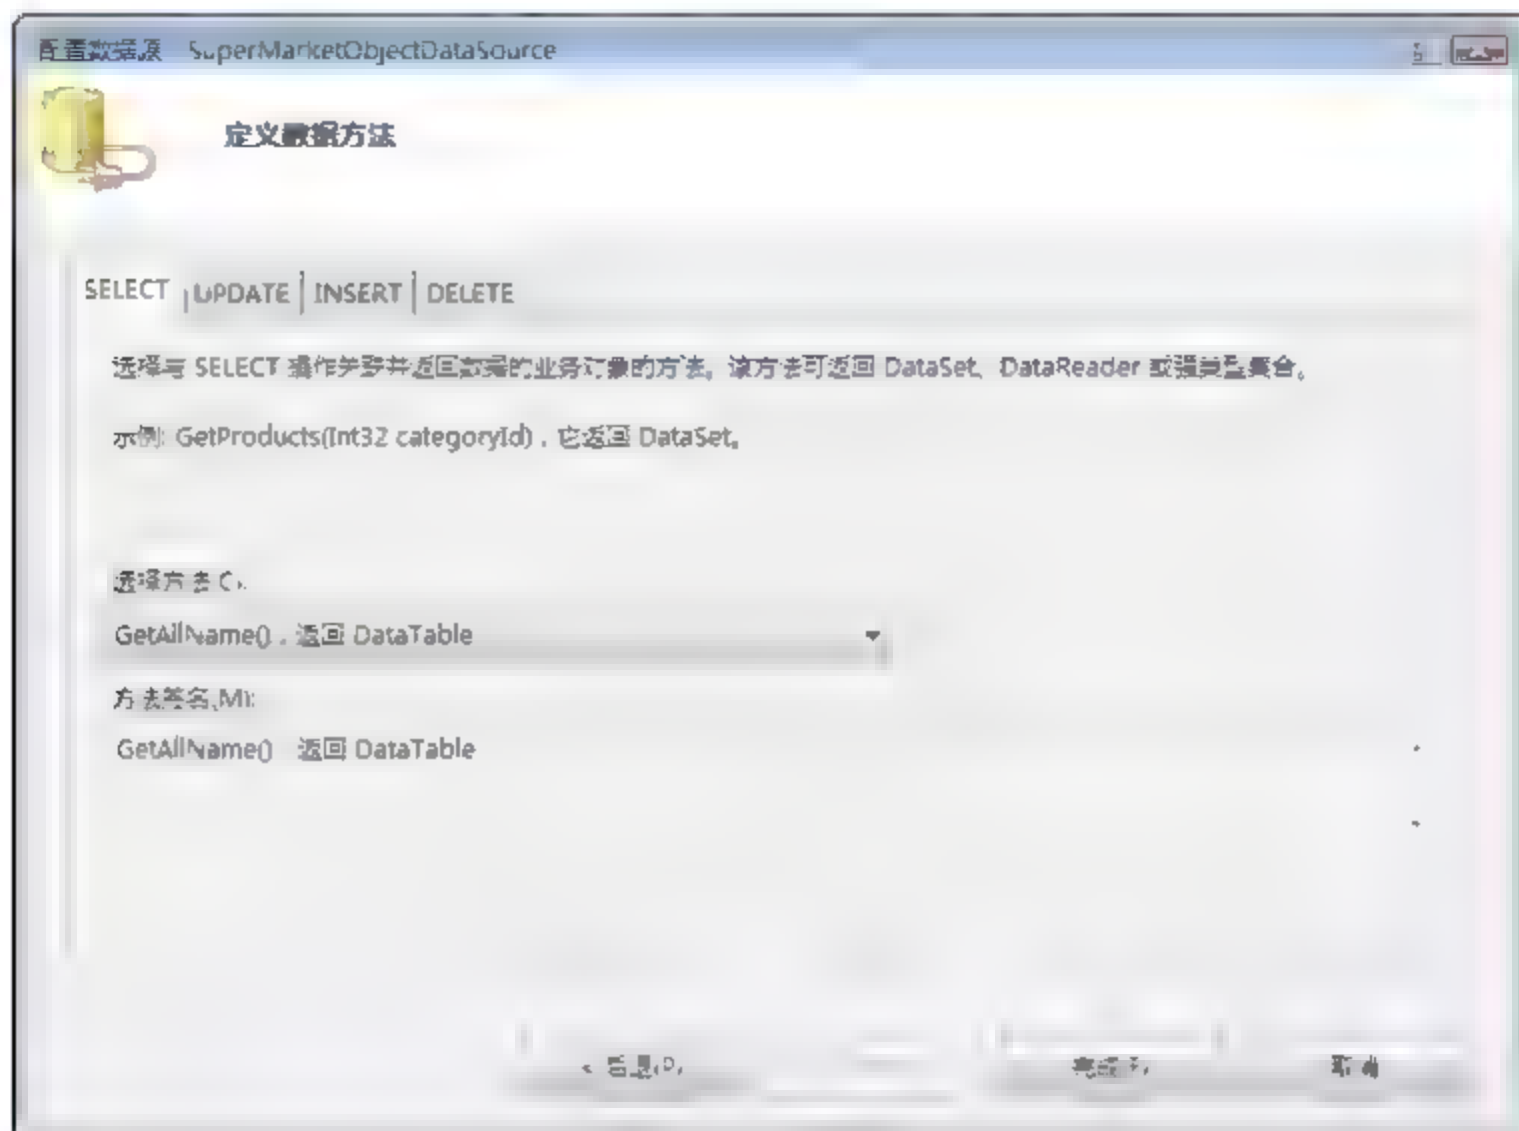 配置数据源 SuperMarketObjectDataSource
定义数据方法
SELECT UPDATE INSERT DELETE
选择与 SELECT 操作关联并返回数据的业务对象的方法。该方法可返回 DataSet、DataReader 或强类型集合。
示例: GetProducts(Int32 categoryId)，它返回 DataSet。
选择方法(C):
GetAllName()，返回 DataTable
方法签名(M):
GetAllName()，返回 DataTable
完成(F) 取消